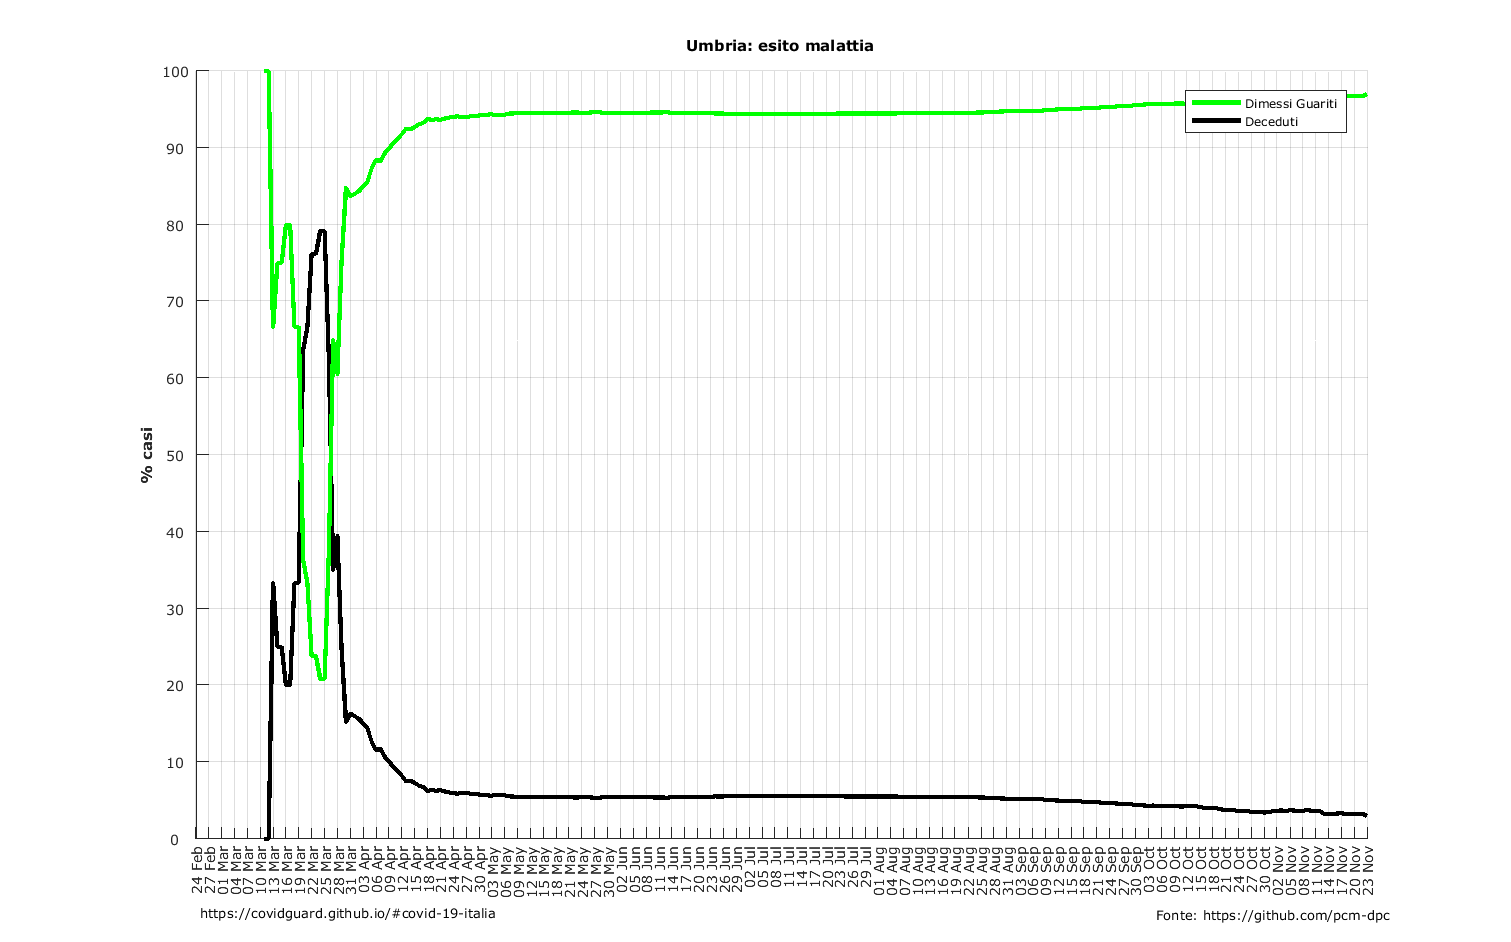 Umbria: esito malattia
100
90
80
70
60
50
40
30
20
10
0
% casi
Dimessi Guariti
Deceduti
24 Feb
27 Feb
01 Mar
04 Mar
07 Mar
10 Mar
13 Mar
16 Mar
19 Mar
22 Mar
25 Mar
28 Mar
31 Mar
03 Apr
06 Apr
09 Apr
12 Apr
15 Apr
18 Apr
21 Apr
24 Apr
27 Apr
30 Apr
03 May
06 May
09 May
12 May
15 May
18 May
21 May
24 May
27 May
30 May
02 Jun
05 Jun
08 Jun
11 Jun
14 Jun
17 Jun
20 Jun
23 Jun
26 Jun
29 Jun
02 Jul
05 Jul
08 Jul
11 Jul
14 Jul
17 Jul
20 Jul
23 Jul
26 Jul
29 Jul
01 Aug
04 Aug
07 Aug
10 Aug
13 Aug
16 Aug
19 Aug
22 Aug
25 Aug
28 Aug
31 Aug
03 Sep
06 Sep
09 Sep
12 Sep
15 Sep
18 Sep
21 Sep
24 Sep
27 Sep
30 Sep
03 Oct
06 Oct
09 Oct
12 Oct
15 Oct
18 Oct
21 Oct
24 Oct
27 Oct
30 Oct
02 Nov
05 Nov
08 Nov
11 Nov
14 Nov
17 Nov
20 Nov
23 Nov
https://covidguard.github.io/#covid-19-italia
Fonte: https://github.com/pcm-dpc